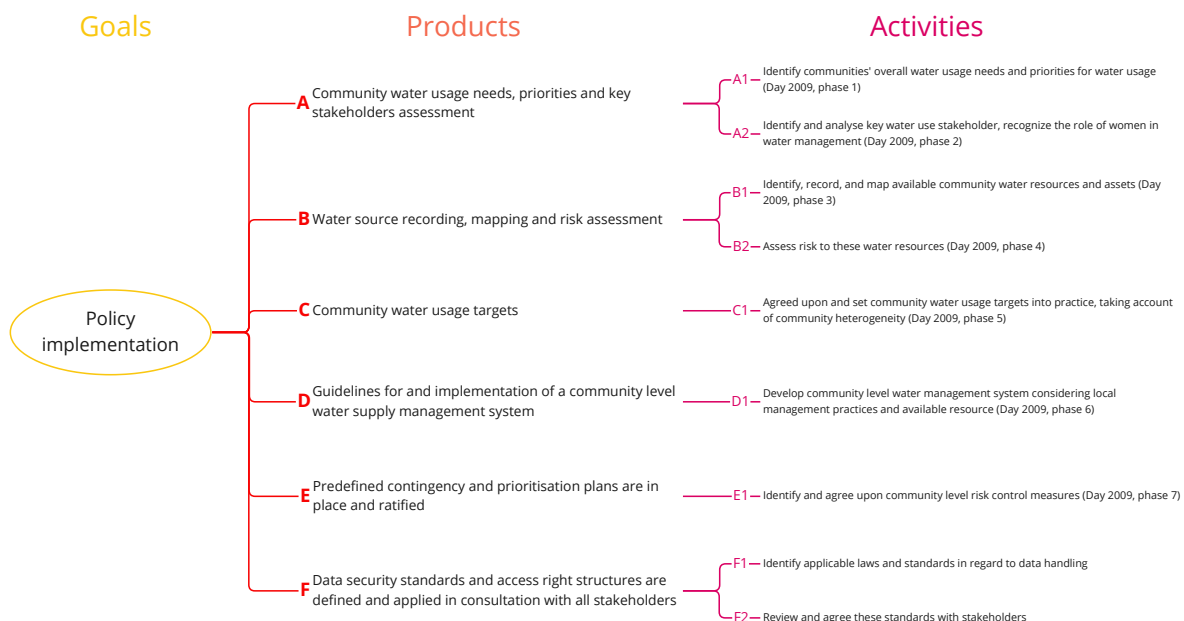 Goals
Products
Activities
Policy
implementation
A
Community water usage needs, priorities and key
stakeholders assessment
A1
Identify communities' overall water usage needs and priorities for water usage
(Day 2009, phase 1)
A2
Identify and analyse key water use stakeholder, recognize the role of women in
water management (Day 2009, phase 2)
B
Water source recording, mapping and risk assessment
B1
Identify, record, and map available community water resources and assets (Day
2009, phase 3)
B2
Assess risk to these water resources (Day 2009, phase 4)
C
Community water usage targets
C1
Agreed upon and set community water usage targets into practice, taking account
of community heterogeneity (Day 2009, phase 5)
D
Guidelines for and implementation of a community level
water supply management system
D1
Develop community level water management system considering local
management practices and available resource (Day 2009, phase 6)
E
Predefined contingency and prioritisation plans are in
place and ratified
E1
Identify and agree upon community level risk control measures (Day 2009, phase 7)
F
Data security standards and access right structures are
defined and applied in consultation with all stakeholders
F1
Identify applicable laws and standards in regard to data handling
F2
Review and agree these standards with stakeholders